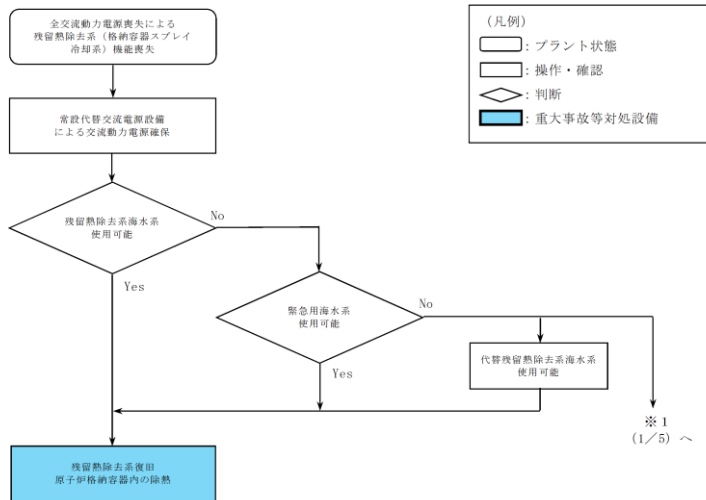 全交流動力電源喪失による
残留熱除去系(格納容器スプレイ
冷却系)機能喪失
常設代替交流電源設備
による交流動力電源確保
残留熱除去系海水系
使用可能
No
Yes
緊急用海水系
使用可能
No
Yes
代替残留熱除去系海水系
使用可能
※1
(1/5) へ
残留熱除去系復旧
原子炉格納容器内の除熱
(凡例)
:プラント状態
:操作・確認
:判断
:重大事故等対処設備